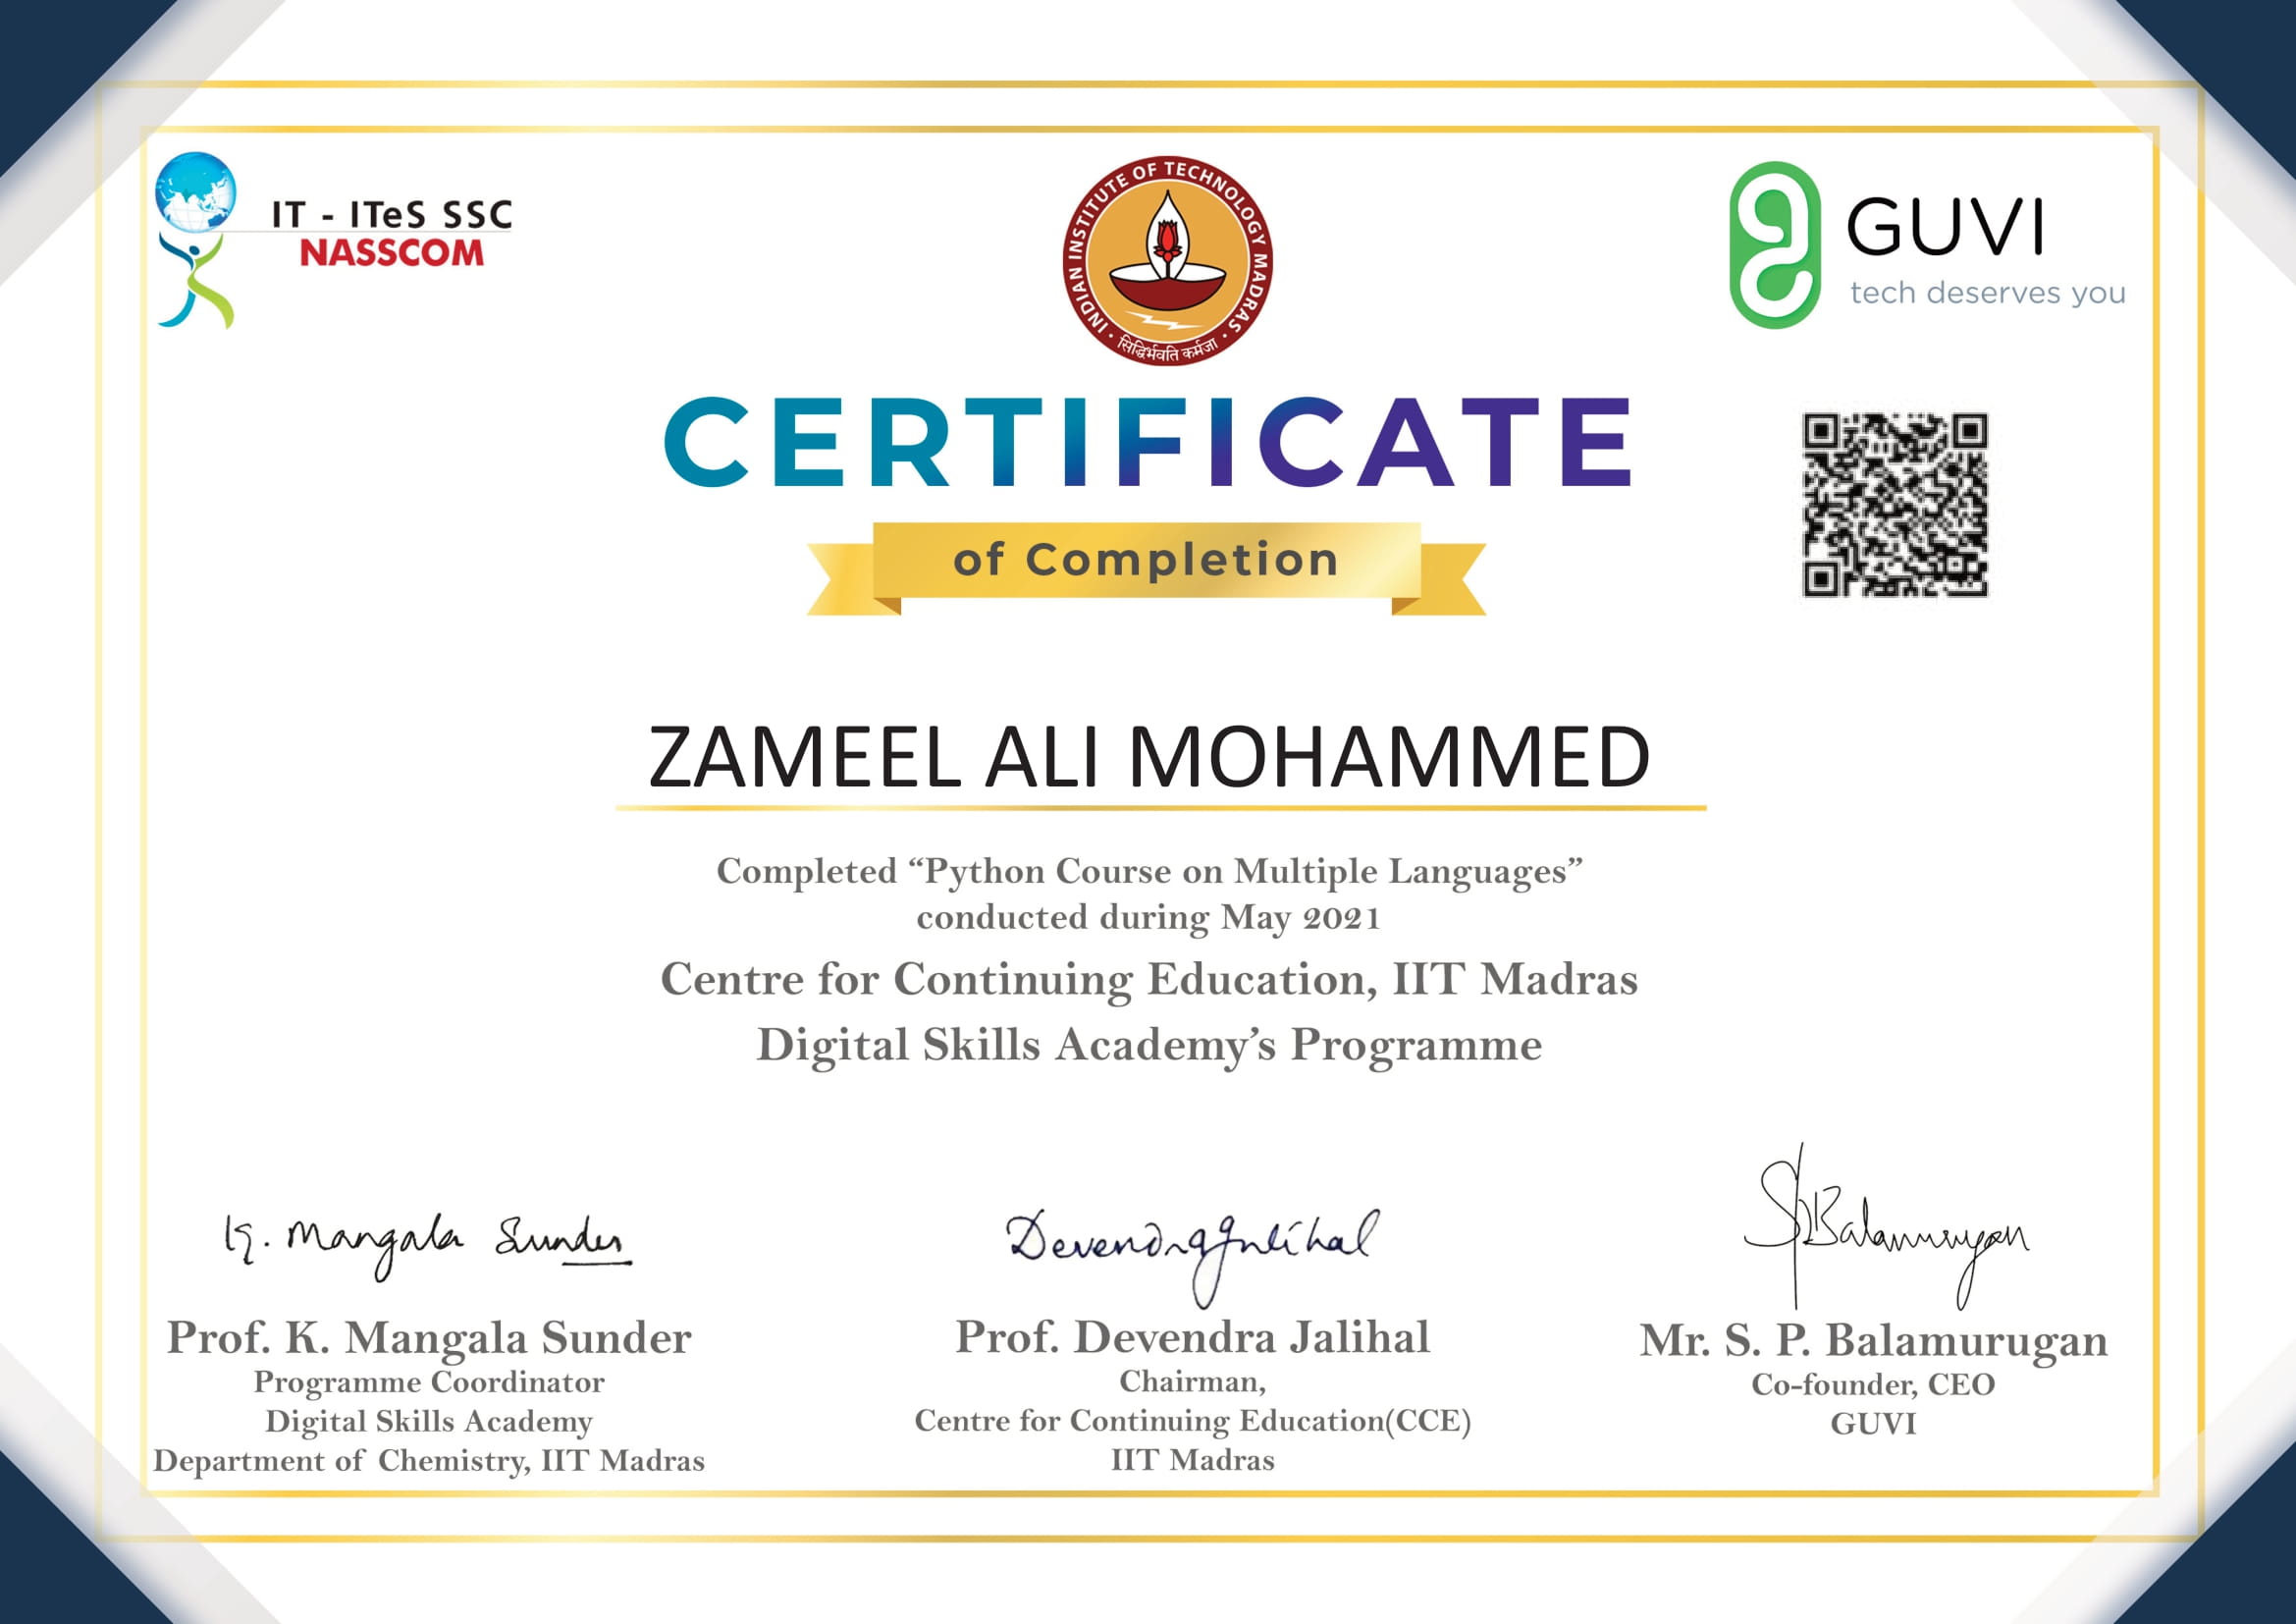 IT - ITeS SSC
NASSCOM
INDIAN INSTITUTE OF TECHNOLOGY MADRAS
सिद्धिर्भवति कर्मजा
GUVI
tech deserves you
CERTIFICATE
of Completion
ZAMEEL ALI MOHAMMED
Completed “Python Course on Multiple Languages”
conducted during May 2021
Centre for Continuing Education, IIT Madras
Digital Skills Academy’s Programme
K. Mangala Sunder
Devendra Jalihal
S P Balamurugan
Prof. K. Mangala Sunder
Programme Coordinator
Digital Skills Academy
Department of Chemistry, IIT Madras
Prof. Devendra Jalihal
Chairman,
Centre for Continuing Education(CCE)
IIT Madras
Mr. S. P. Balamurugan
Co-founder, CEO
GUVI